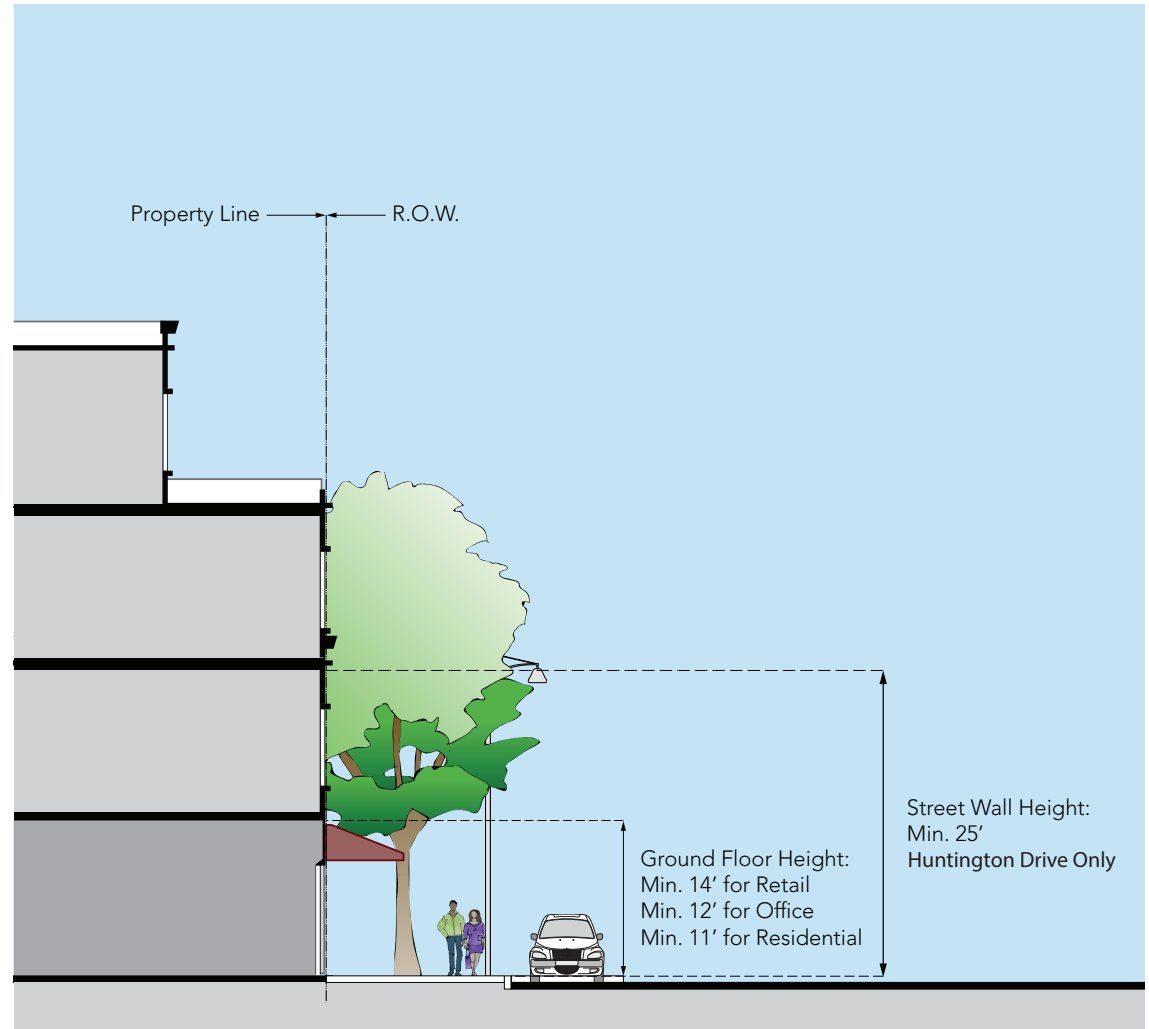 Property Line
R.O.W.
Ground Floor Height:
Min. 14’ for Retail
Min. 12’ for Office
Min. 11’ for Residential
Street Wall Height:
Min. 25’
Huntington Drive Only